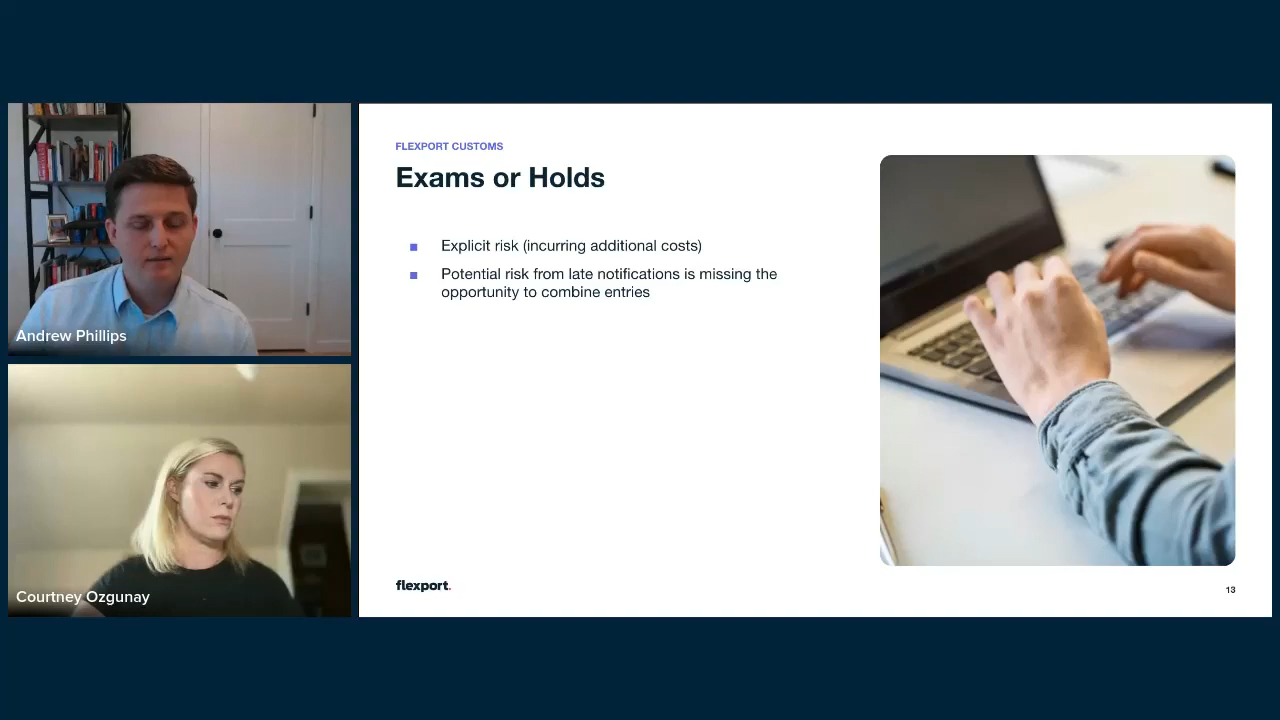 Andrew Phillips
Courtney Ozgunay
FLEXPORT CUSTOMS
Exams or Holds
Explicit risk (incurring additional costs)
Potential risk from late notifications is missing the
opportunity to combine entries
flexport.
13